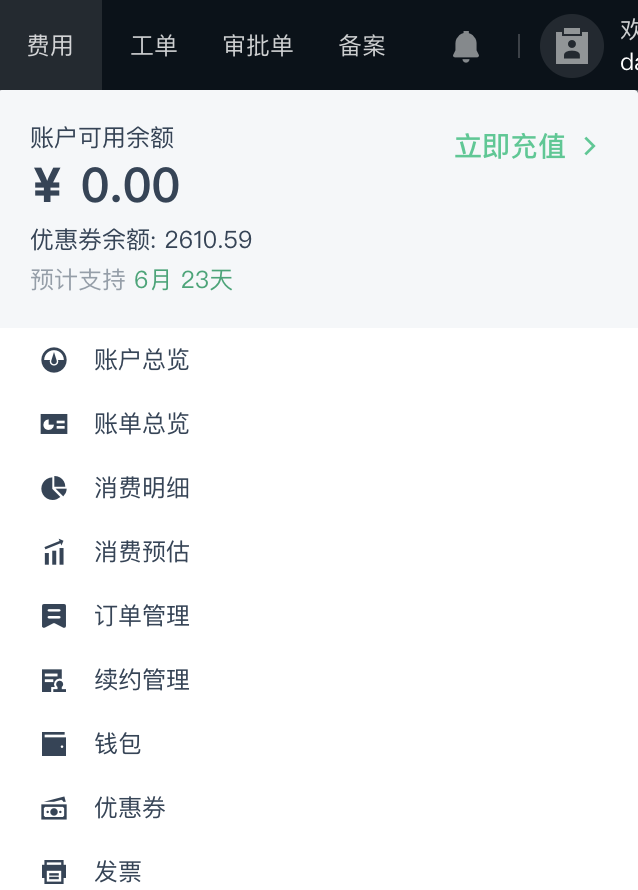 费用 工单 审批单 备案 欢
账户可用余额
立即充值
¥ 0.00
优惠券余额: 2610.59
预计支持 6月 23天
账户总览
账单总览
消费明细
消费预估
订单管理
续约管理
钱包
优惠券
发票